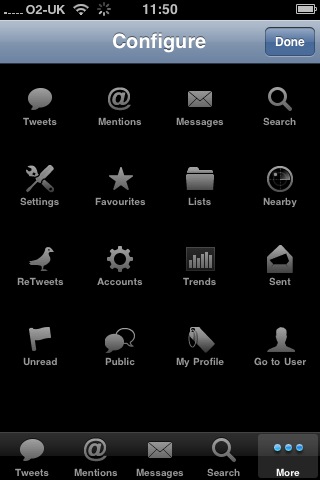 O2-UK 11:50
Configure Done
Tweets Mentions Messages Search
Settings Favourites Lists Nearby
ReTweets Accounts Trends Sent
Unread Public My Profile Go to User
Tweets Mentions Messages Search More